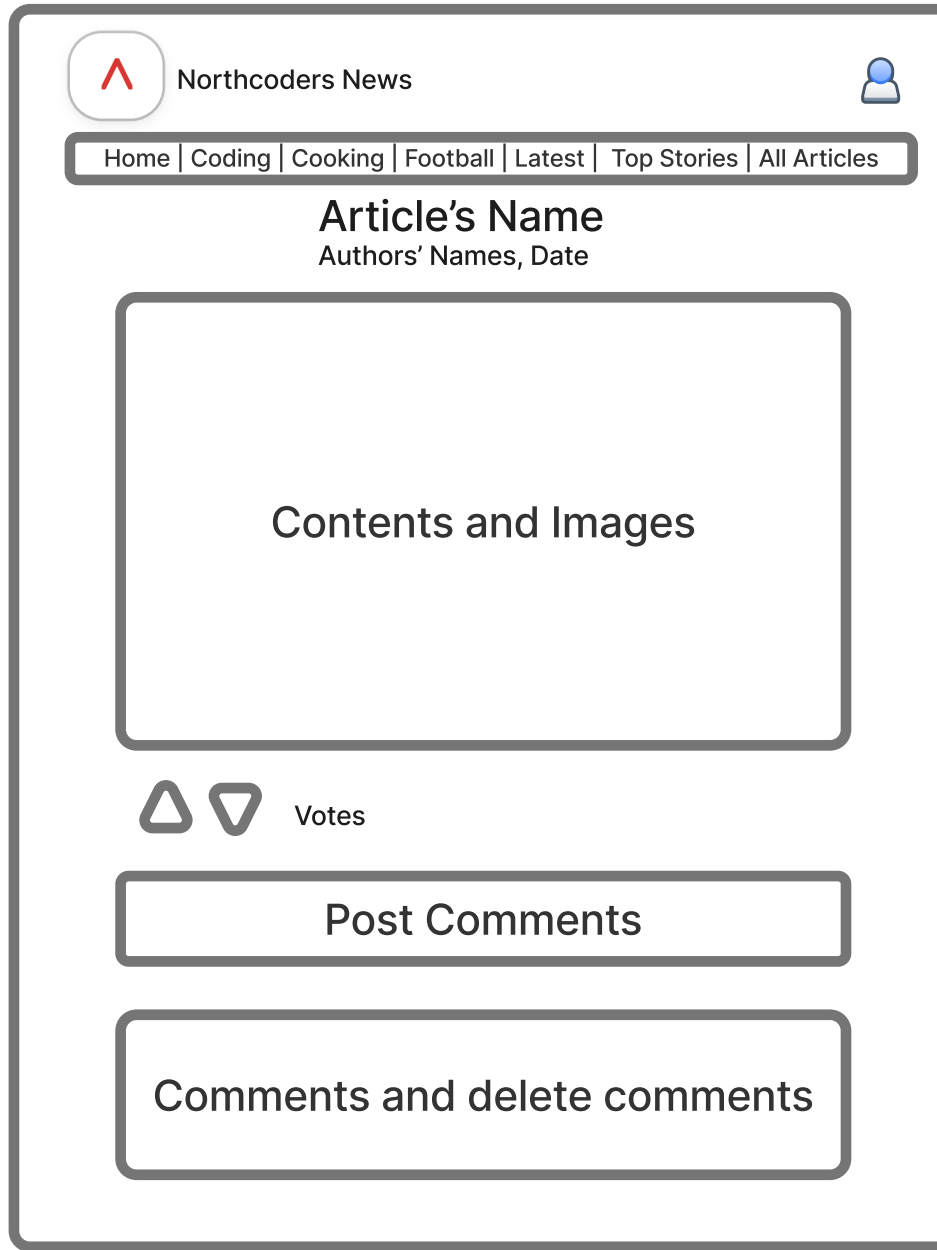 Northcoders News
Home | Coding | Cooking | Football | Latest | Top Stories | All Articles
Article’s Name
Authors’ Names, Date
Contents and Images
Votes
Post Comments
Comments and delete comments